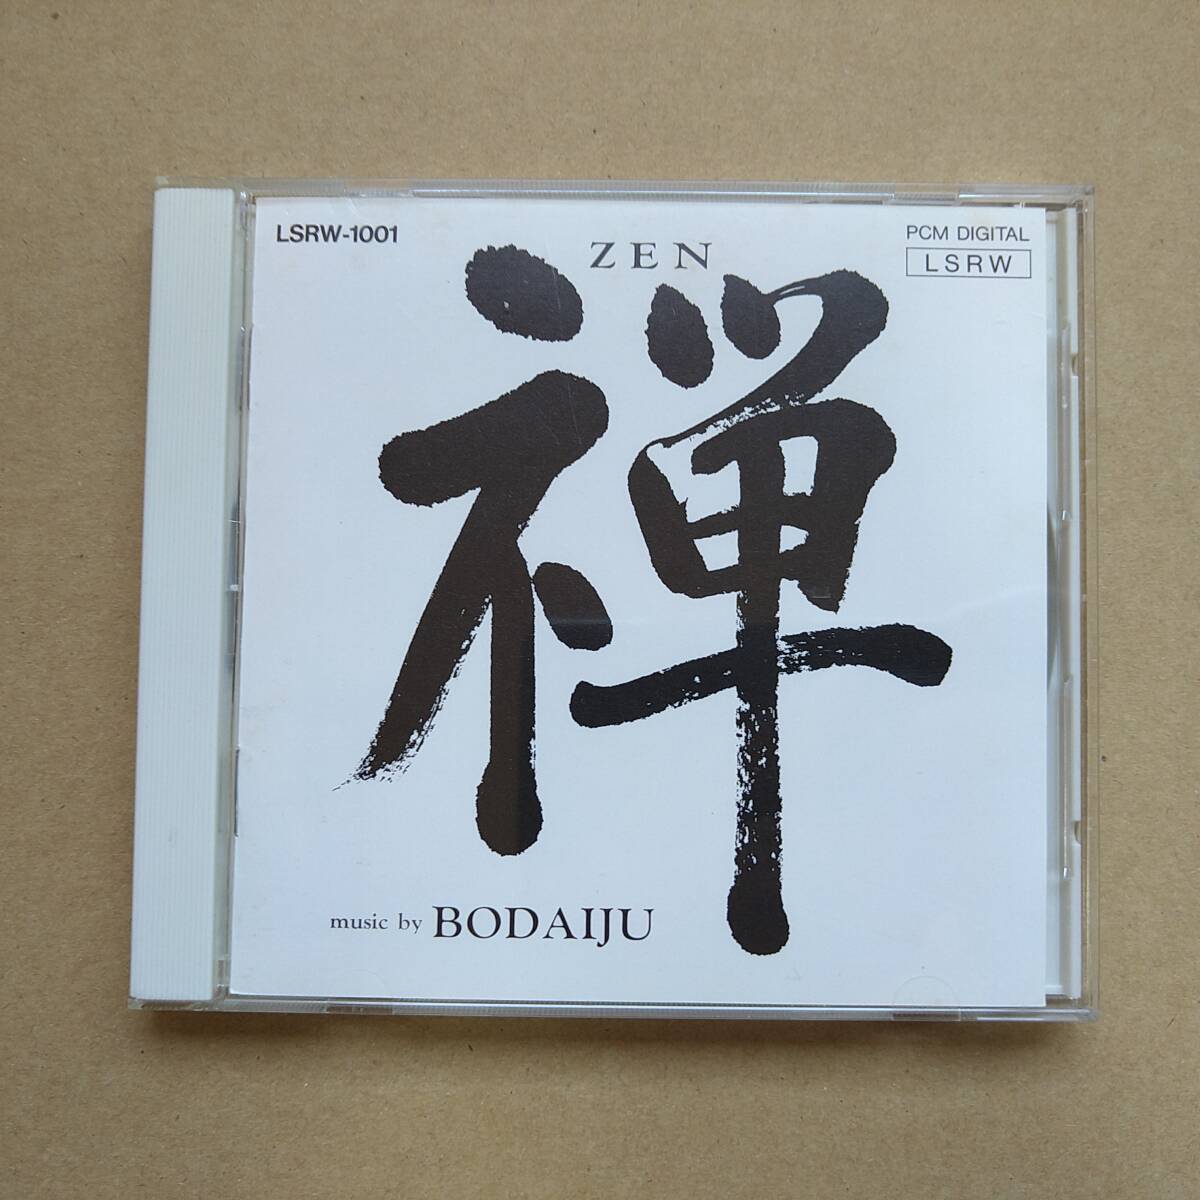 LSRW-1001
ZEN
PCM DIGITAL
LSRW
禅
music by BODAIJU